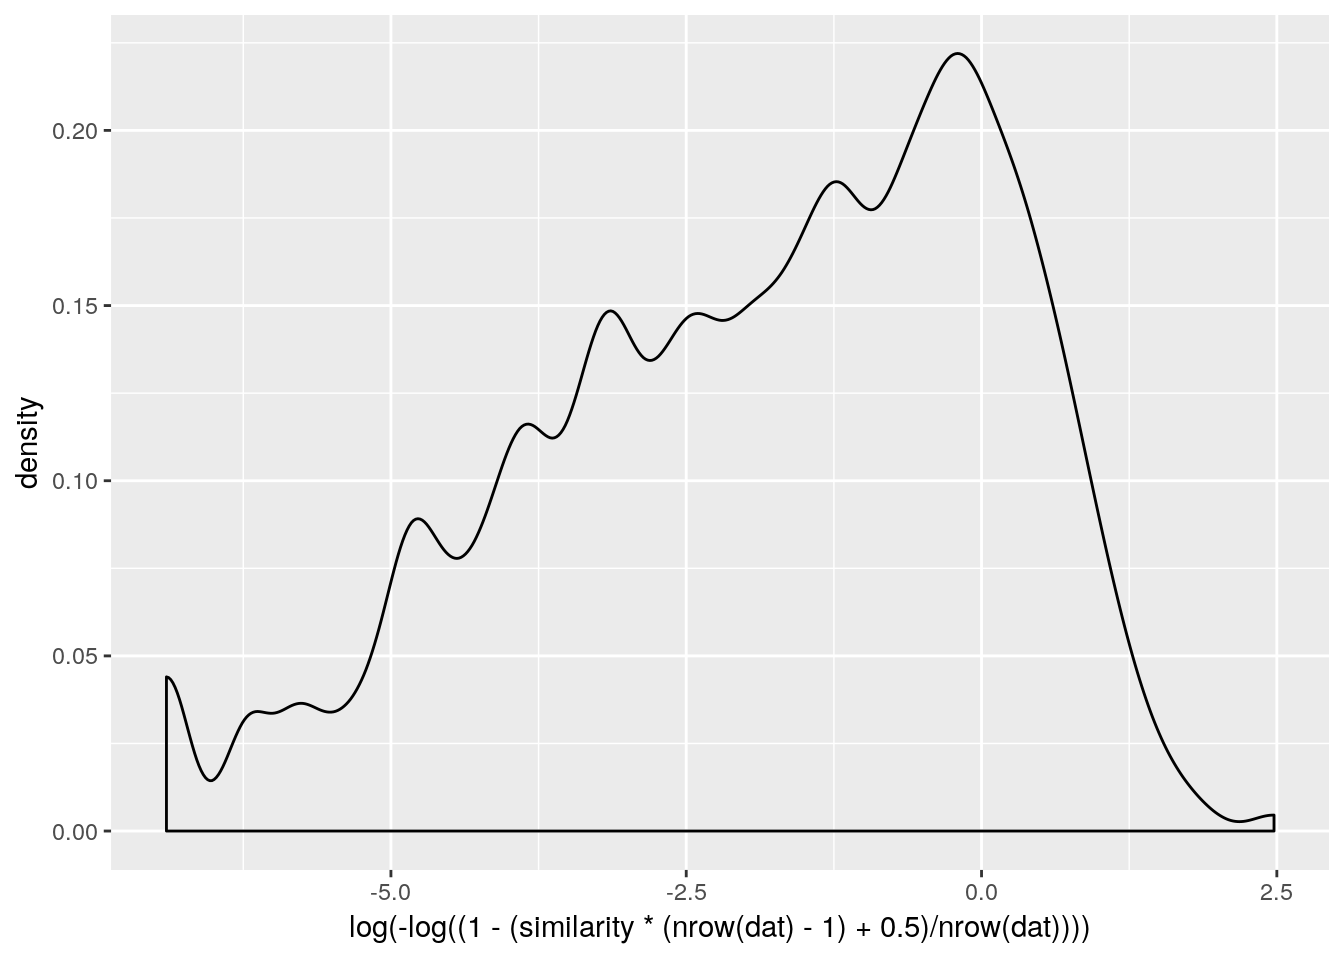 0.20
0.15
0.10
0.05
0.00
density
-5.0 -2.5 0.0 2.5
log(-log((1 - (similarity * (nrow(dat) - 1) + 0.5)/nrow(dat))))